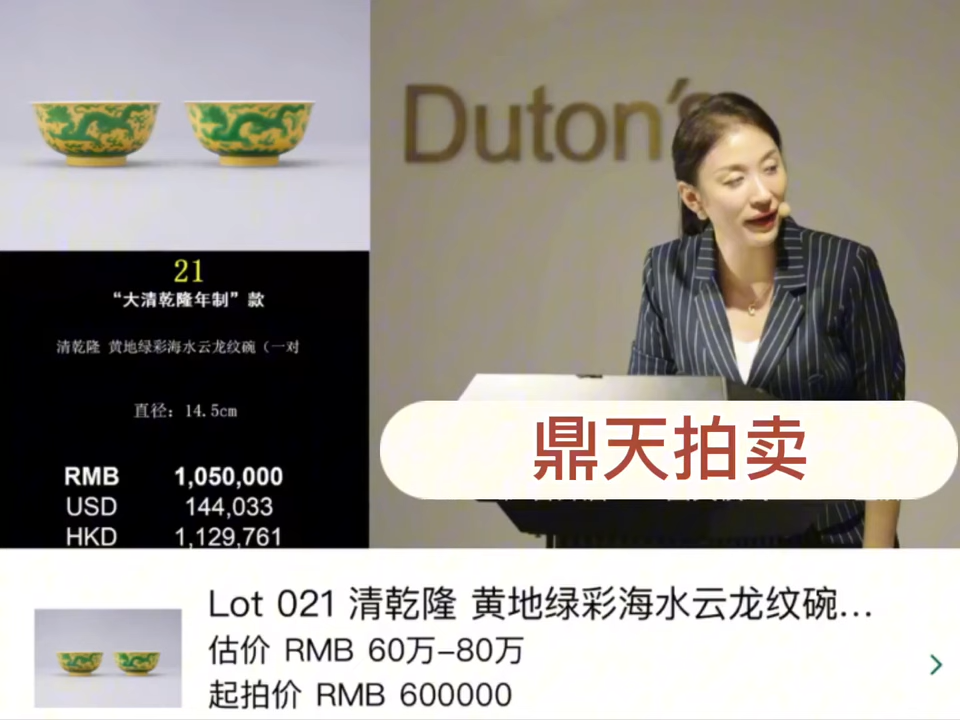 Duton's
21
“大清乾隆年制”款
清乾隆 黄地绿彩海水云龙纹碗（一对
直径：14.5cm
RMB 1,050,000
USD 144,033
HKD 1,129,761
鼎天拍卖
Lot 021 清乾隆 黄地绿彩海水云龙纹碗...
估价 RMB 60万-80万
起拍价 RMB 600000